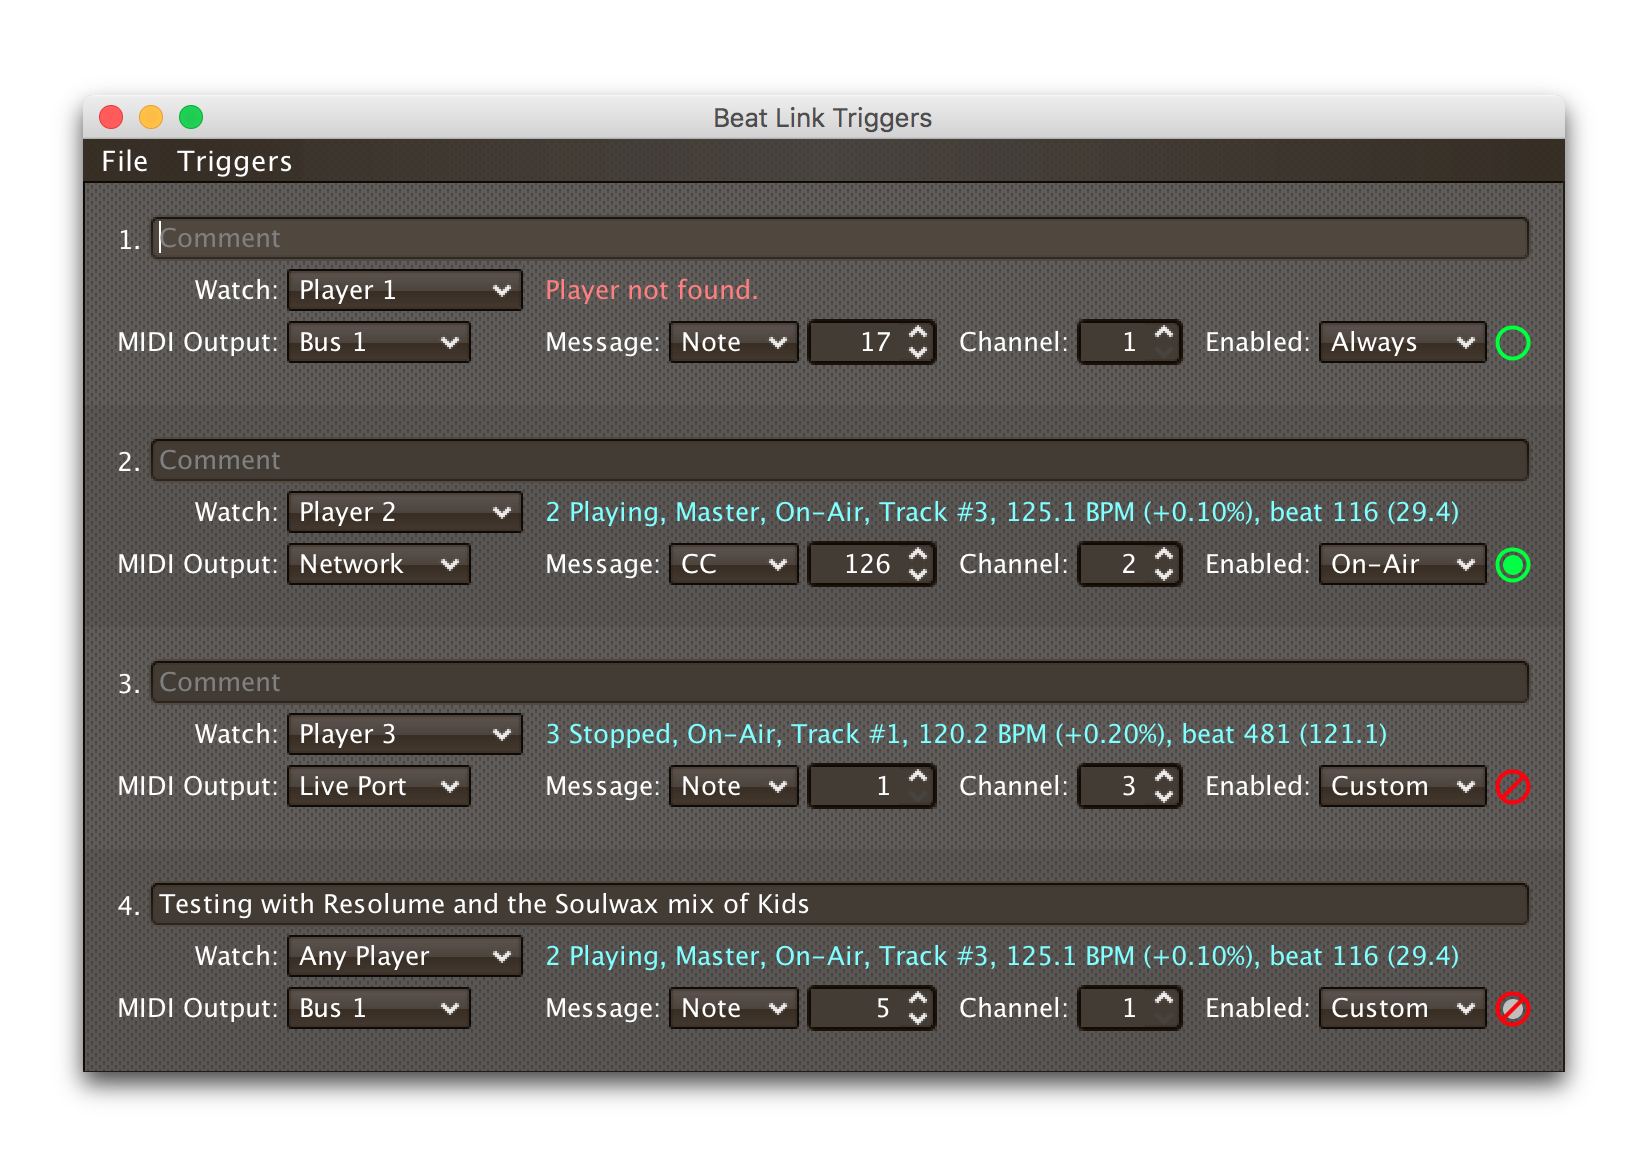 Beat Link Triggers
File Triggers
1. Comment
Watch: Player 1 Player not found.
MIDI Output: Bus 1 Message: Note 17 Channel: 1 Enabled: Always
2. Comment
Watch: Player 2 2 Playing, Master, On-Air, Track #3, 125.1 BPM (+0.10%), beat 116 (29.4)
MIDI Output: Network Message: CC 126 Channel: 2 Enabled: On-Air
3. Comment
Watch: Player 3 3 Stopped, On-Air, Track #1, 120.2 BPM (+0.20%), beat 481 (121.1)
MIDI Output: Live Port Message: Note 1 Channel: 3 Enabled: Custom
4. Testing with Resolume and the Soulwax mix of Kids
Watch: Any Player 2 Playing, Master, On-Air, Track #3, 125.1 BPM (+0.10%), beat 116 (29.4)
MIDI Output: Bus 1 Message: Note 5 Channel: 1 Enabled: Custom